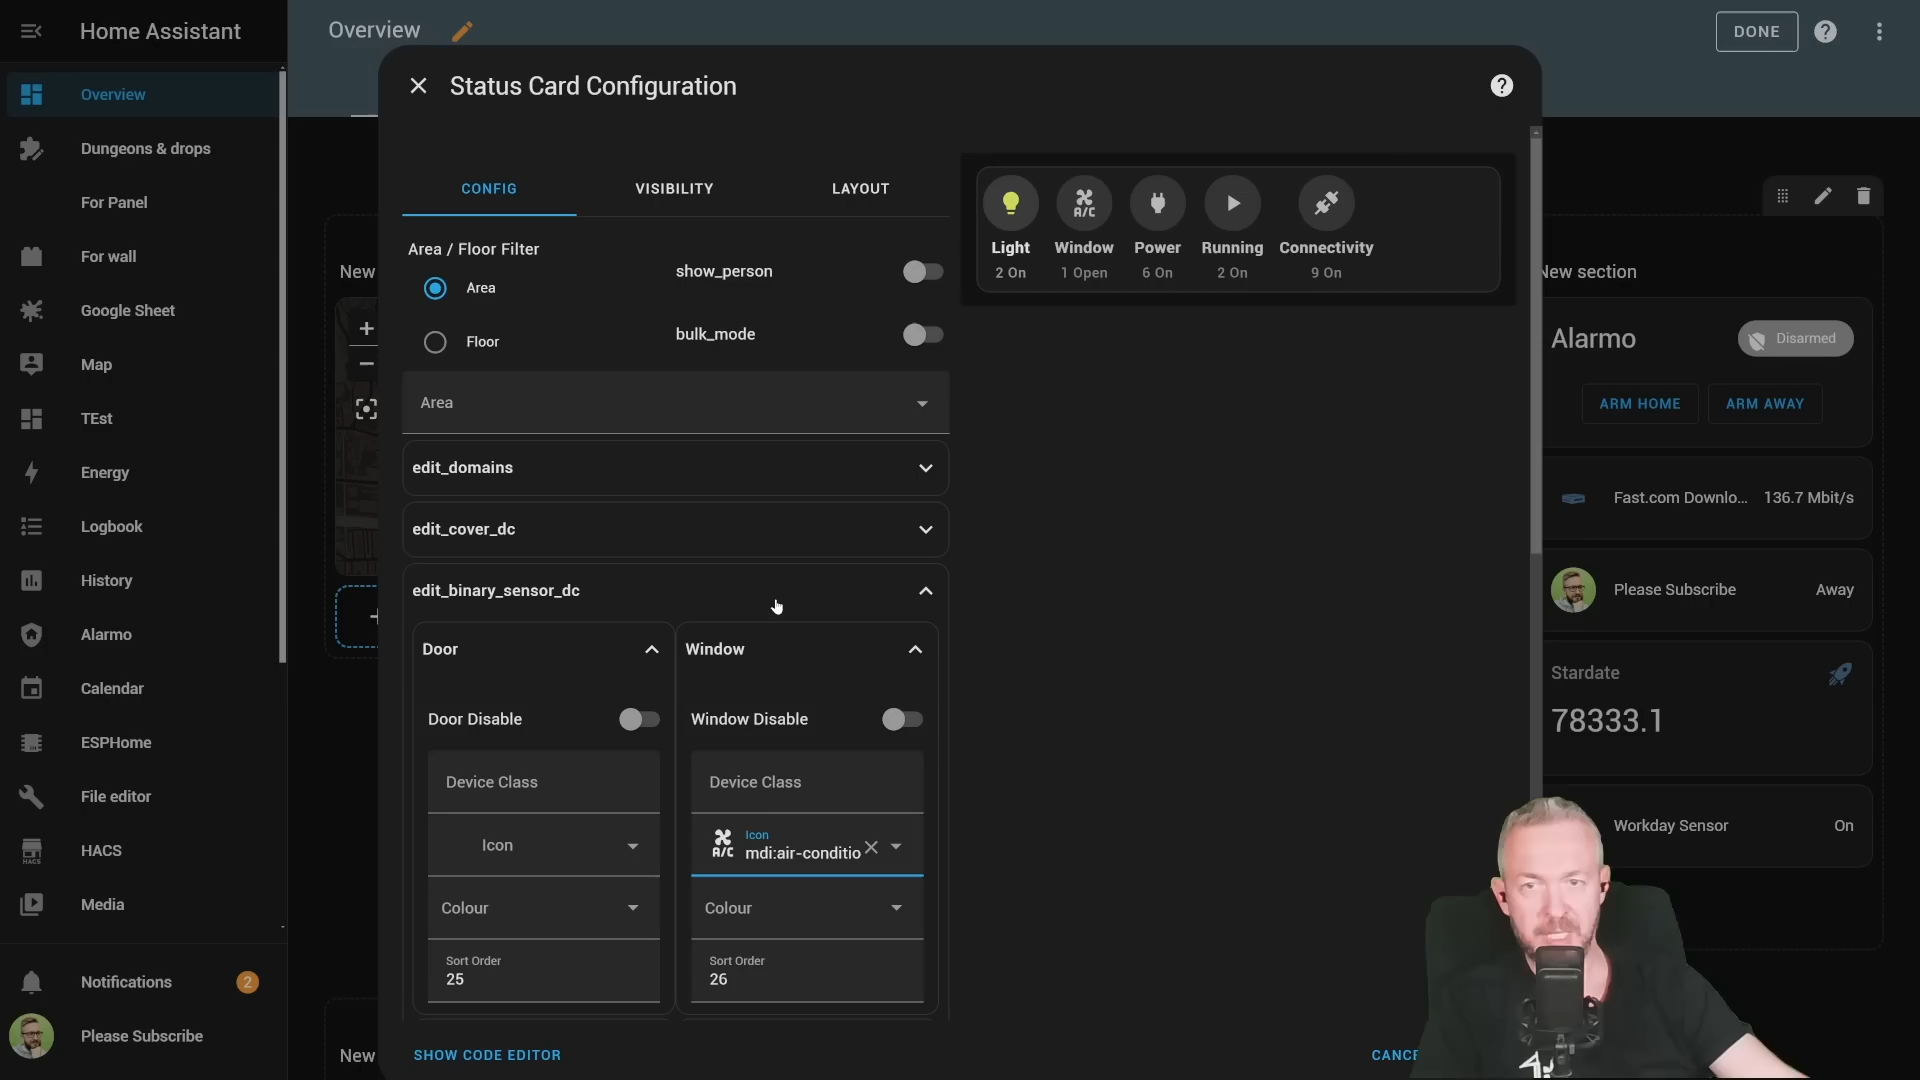 Home Assistant
Overview
Dungeons & drops
For Panel
For wall
Google Sheet
Map
TEst
Energy
Logbook
History
Alarmo
Calendar
ESPHome
File editor
HACS
HACS
Media
Notifications
2
Please Subscribe
Overview
DONE
New
New
Status Card Configuration
CONFIG
VISIBILITY
LAYOUT
Area / Floor Filter
Area
Floor
show_person
bulk_mode
Area
edit_domains
edit_cover_dc
edit_binary_sensor_dc
Door
Door Disable
Device Class
Icon
Colour
Sort Order
25
Window
Window Disable
Device Class
A/C
Icon
mdi:air-conditio
Colour
Sort Order
26
SHOW CODE EDITOR
A/C
Light
Window
Power
Running
Connectivity
2 On
1 Open
6 On
2 On
9 On
New section
Alarmo
Disarmed
ARM HOME
ARM AWAY
Fast.com Downlo...
136.7 Mbit/s
Please Subscribe
Away
Stardate
78333.1
Workday Sensor
On